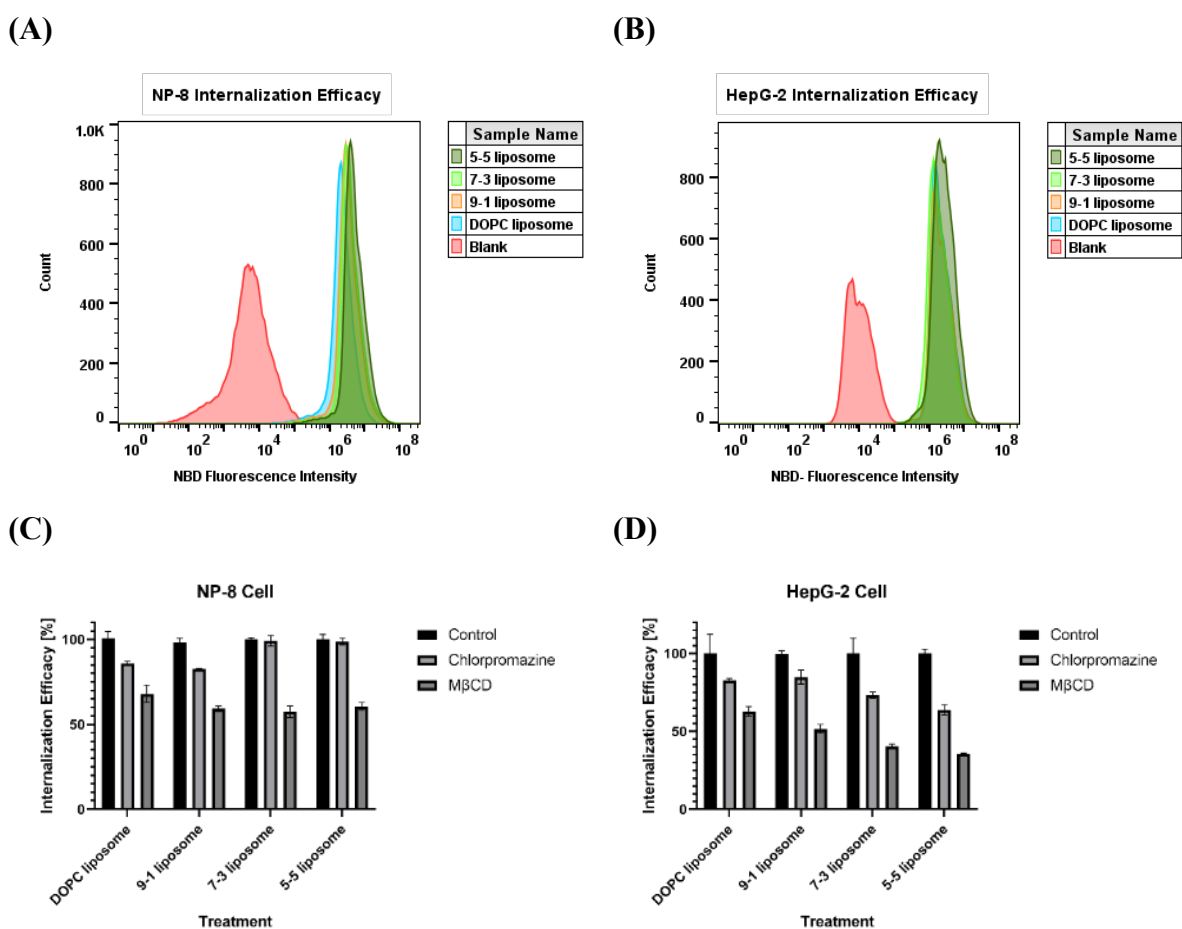 (A)
NP-8 Internalization Efficacy
1.0K
800
600
400
200
0
Count
10^0 10^2 10^4 10^6 10^8
NBD Fluorescence Intensity
Sample Name
5-5 liposome
7-3 liposome
9-1 liposome
DOPC liposome
Blank
(B)
HepG-2 Internalization Efficacy
800
600
400
200
0
Count
10^0 10^2 10^4 10^6 10^8
NBD- Fluorescence Intensity
Sample Name
5-5 liposome
7-3 liposome
9-1 liposome
DOPC liposome
Blank
(C)
NP-8 Cell
Internalization Efficacy [%]
100
50
0
DOPC liposome
9-1 liposome
7-3 liposome
5-5 liposome
Treatment
Control
Chlorpromazine
MβCD
(D)
HepG-2 Cell
Internalization Efficacy [%]
100
50
0
DOPC liposome
9-1 liposome
7-3 liposome
5-5 liposome
Treatment
Control
Chlorpromazine
MβCD